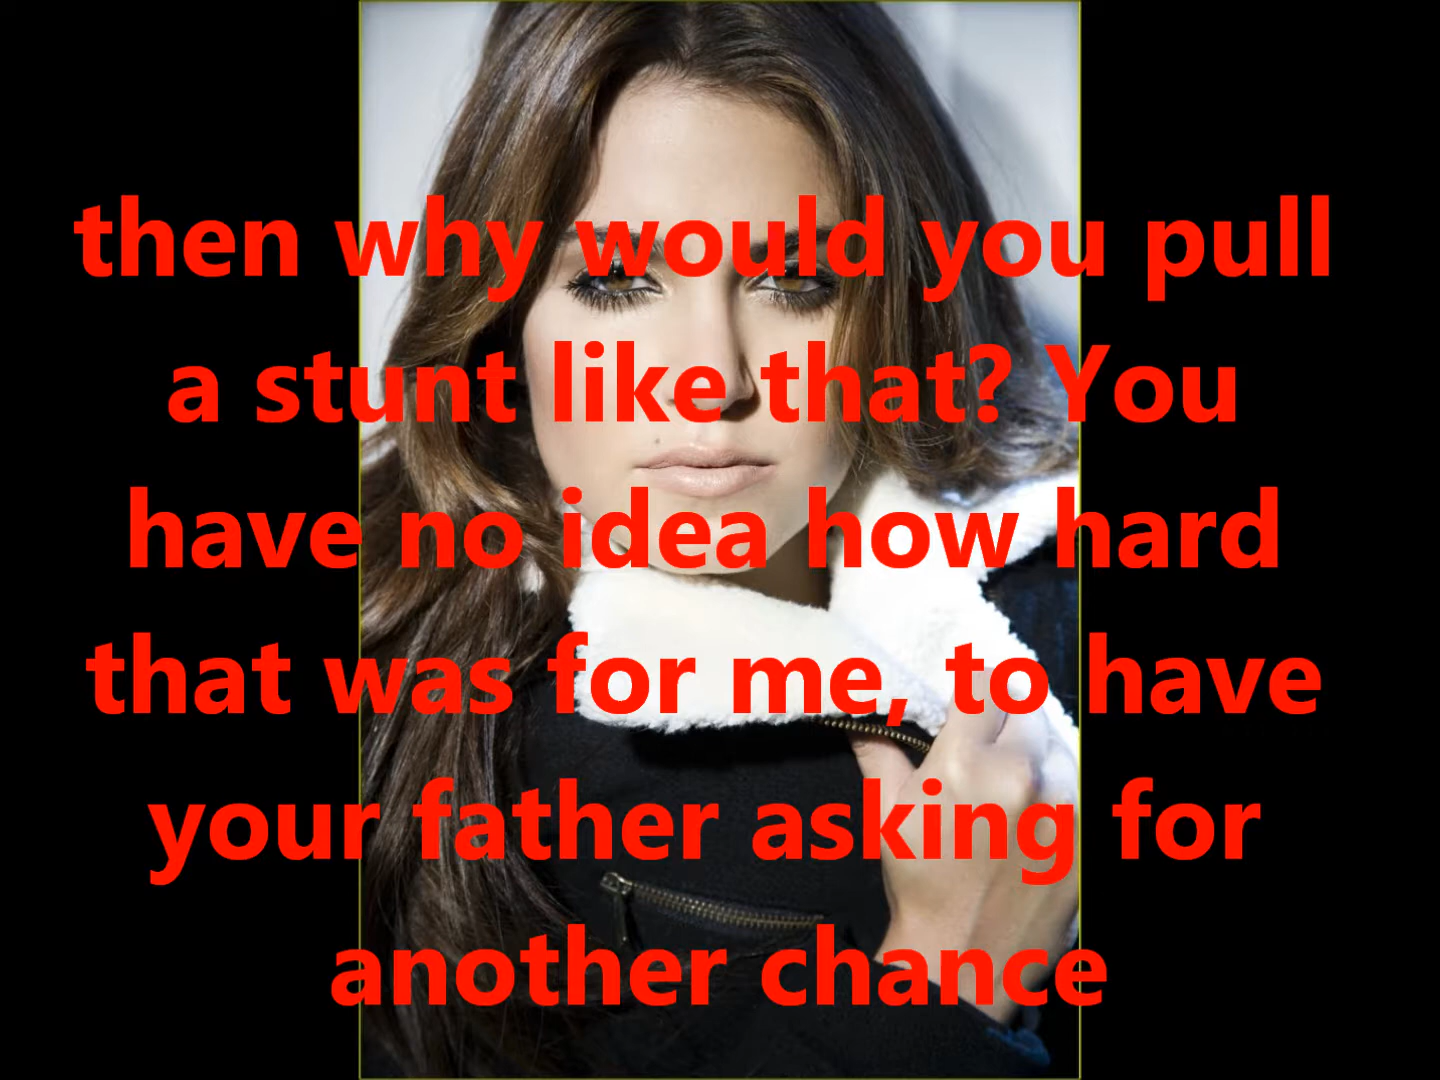 then why would you pull
a stunt like that? You
have no idea how hard
that was for me, to have
your father asking for
another chance